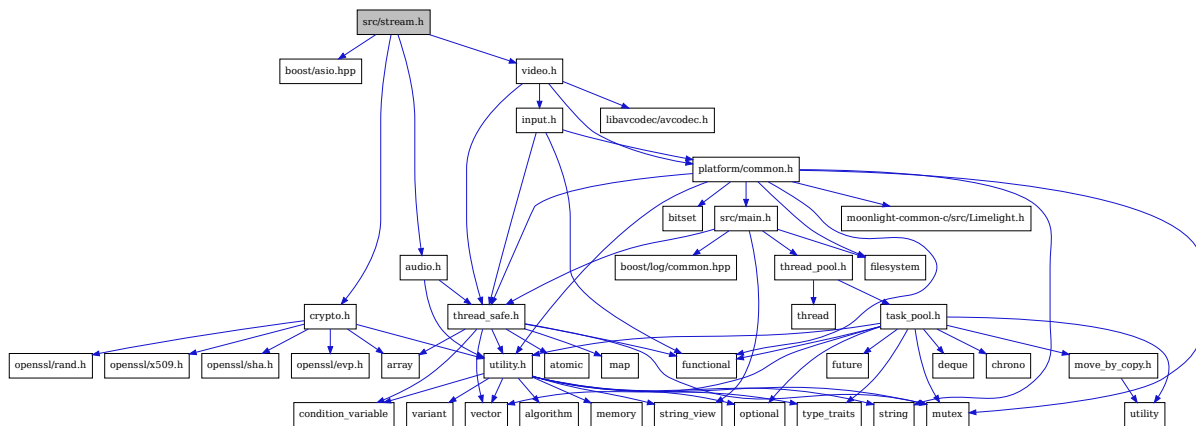 src/stream.h
boost/asio.hpp
video.h
input.h
libavcodec/avcodec.h
platform/common.h
bitset
src/main.h
moonlight-common-c/src/Limelight.h
audio.h
boost/log/common.hpp
thread_pool.h
filesystem
crypto.h
thread_safe.h
thread
task_pool.h
openssl/rand.h
openssl/x509.h
openssl/sha.h
openssl/evp.h
array
utility.h
atomic
map
functional
future
deque
chrono
move_by_copy.h
condition_variable
variant
vector
algorithm
memory
string_view
optional
type_traits
string
mutex
utility